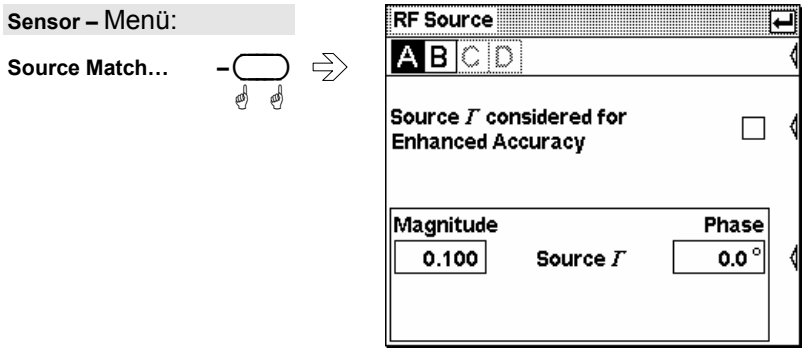 Sensor – Menü:
Source Match…
RF Source
A B C D
Source Γ considered for
Enhanced Accuracy
Magnitude Phase
0.100 Source Γ 0.0 °